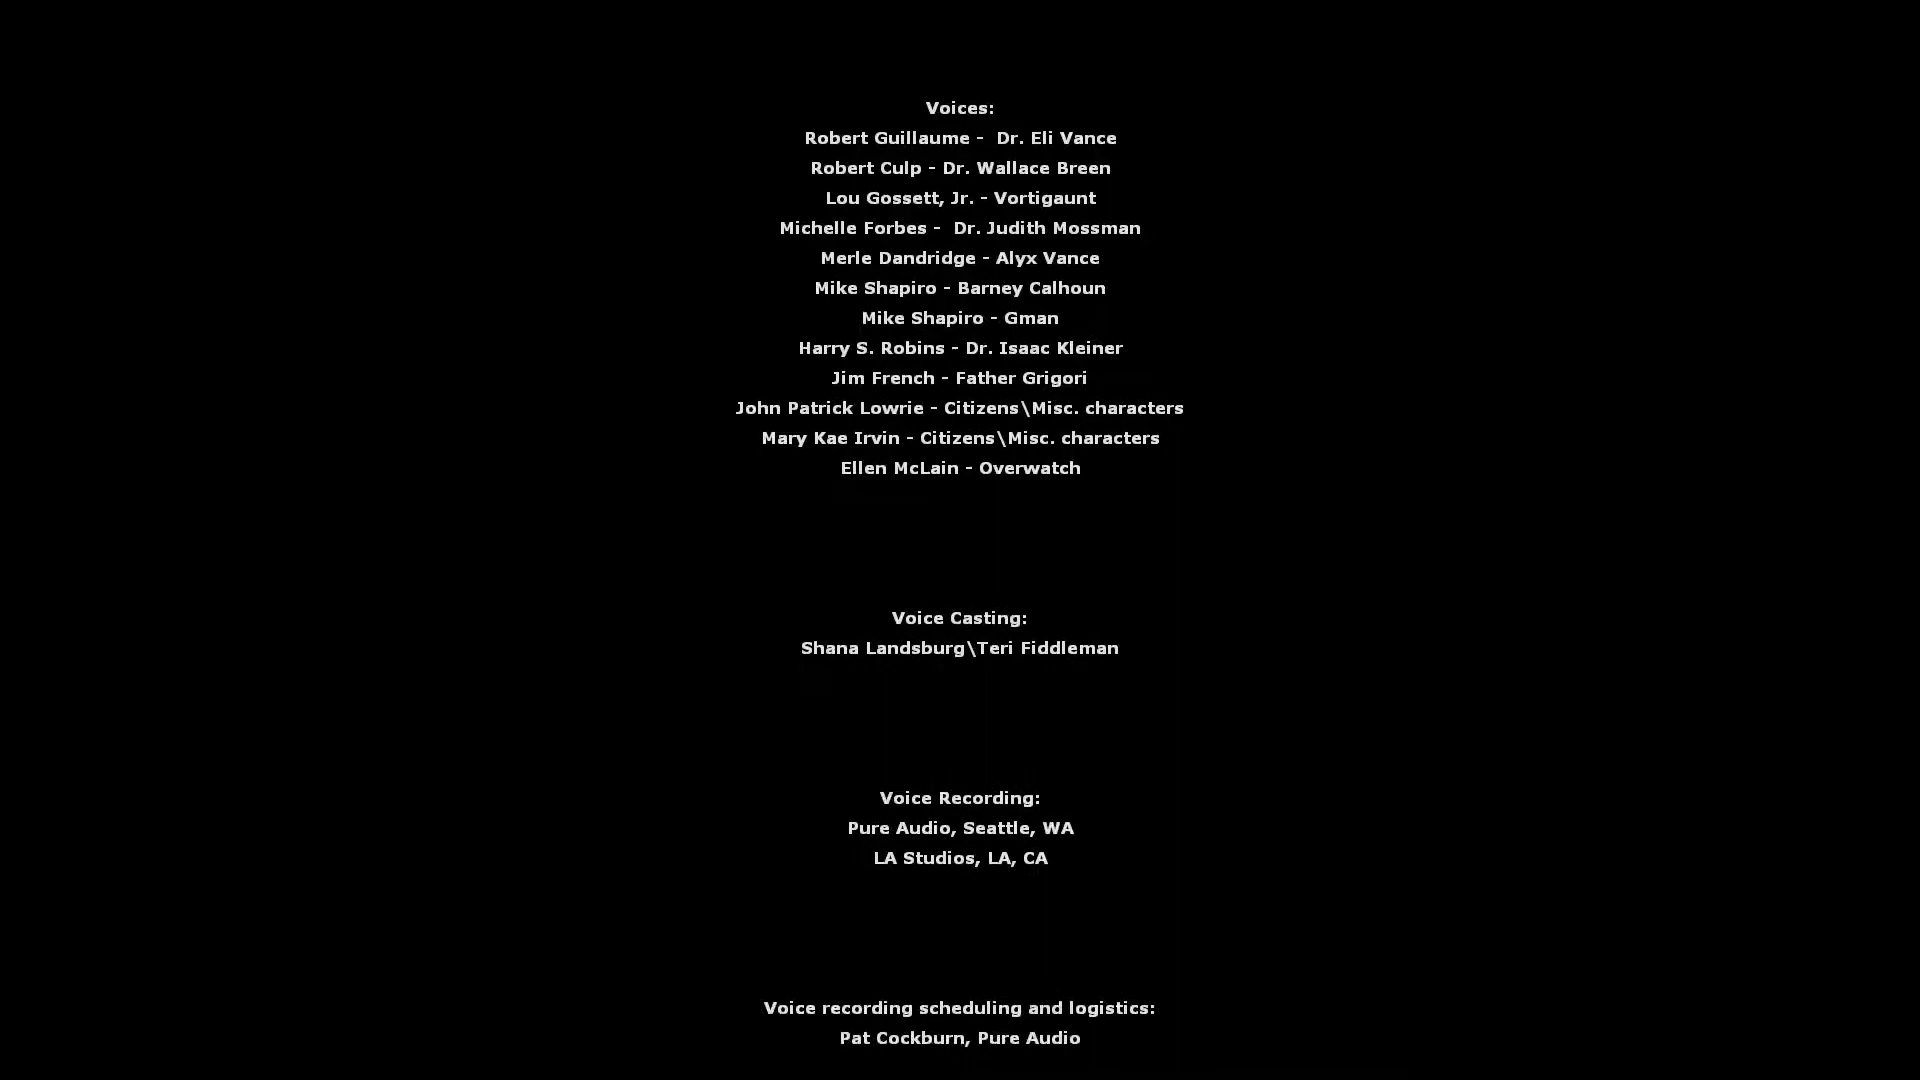 Voices:
Robert Guillaume -  Dr. Eli Vance
Robert Culp - Dr. Wallace Breen
Lou Gossett, Jr. - Vortigaunt
Michelle Forbes -  Dr. Judith Mossman
Merle Dandridge - Alyx Vance
Mike Shapiro - Barney Calhoun
Mike Shapiro - Gman
Harry S. Robins - Dr. Isaac Kleiner
Jim French - Father Grigori
John Patrick Lowrie - Citizens\Misc. characters
Mary Kae Irvin - Citizens\Misc. characters
Ellen McLain - Overwatch
Voice Casting:
Shana Landsburg\Teri Fiddleman
Voice Recording:
Pure Audio, Seattle, WA
LA Studios, LA, CA
Voice recording scheduling and logistics:
Pat Cockburn, Pure Audio